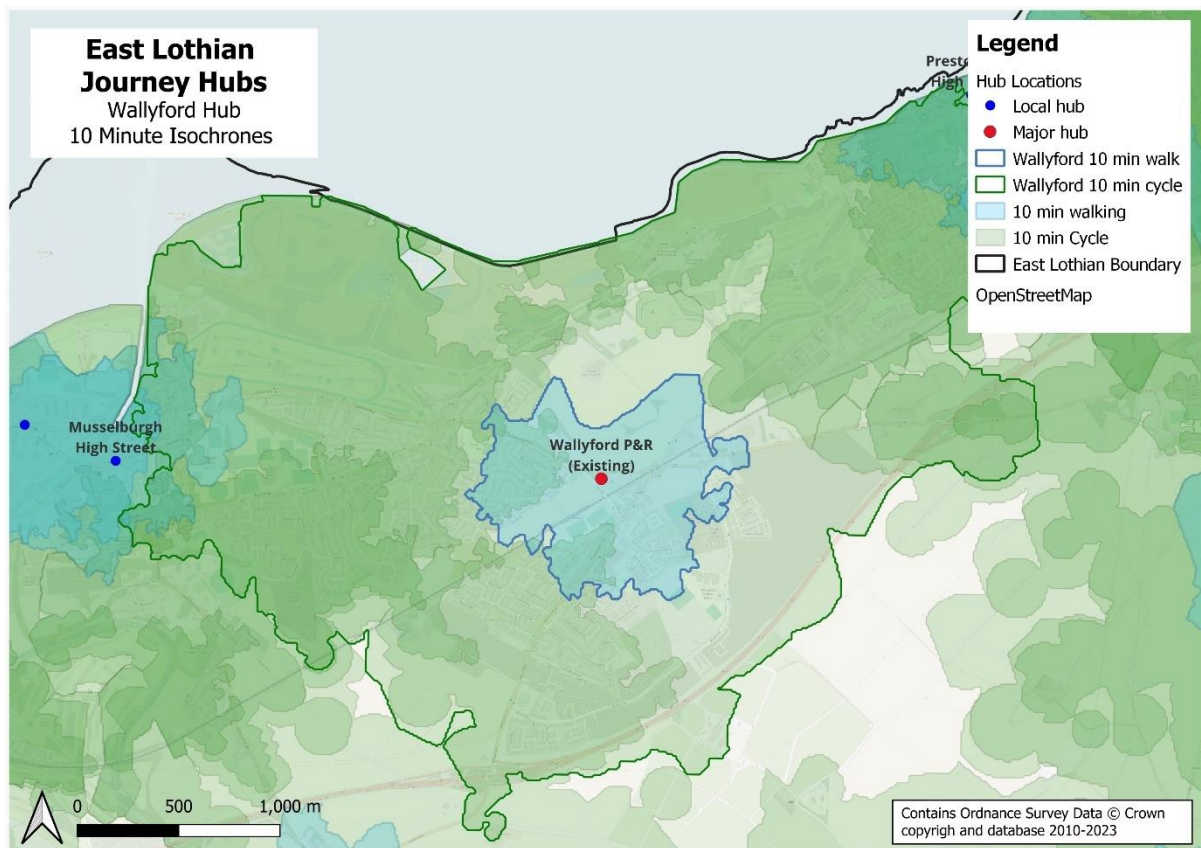 East Lothian
Journey Hubs
Wallyford Hub
10 Minute Isochrones
Legend
Hub Locations
Local hub
Major hub
Wallyford 10 min walk
Wallyford 10 min cycle
10 min walking
10 min Cycle
East Lothian Boundary
OpenStreetMap
Presto
High
Musselburgh
High Street
Wallyford P&R
(Existing)
0 500 1,000 m
Contains Ordnance Survey Data © Crown
copyrigh and database 2010-2023